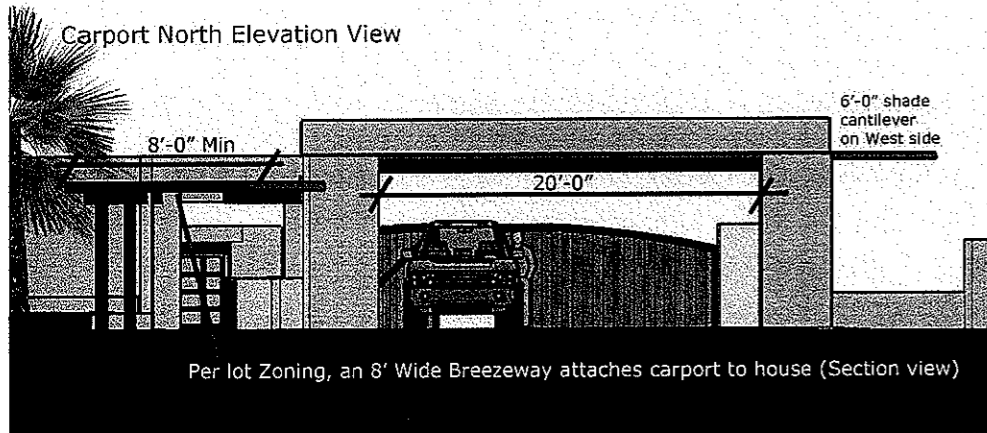 Carport North Elevation View
6'-0" shade
cantilever
on West side
8'-0" Min
20'-0"
Per lot Zoning, an 8' Wide Breezeway attaches carport to house (Section view)